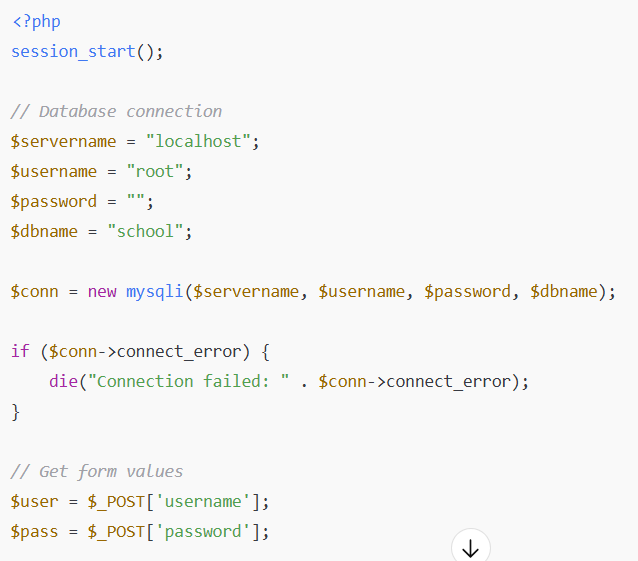 <?php
session_start();
// Database connection
$servername = "localhost";
$username = "root";
$password = "";
$dbname = "school";
$conn = new mysqli($servername, $username, $password, $dbname);
if ($conn->connect_error) {
    die("Connection failed: " . $conn->connect_error);
}
// Get form values
$user = $_POST['username'];
$pass = $_POST['password'];